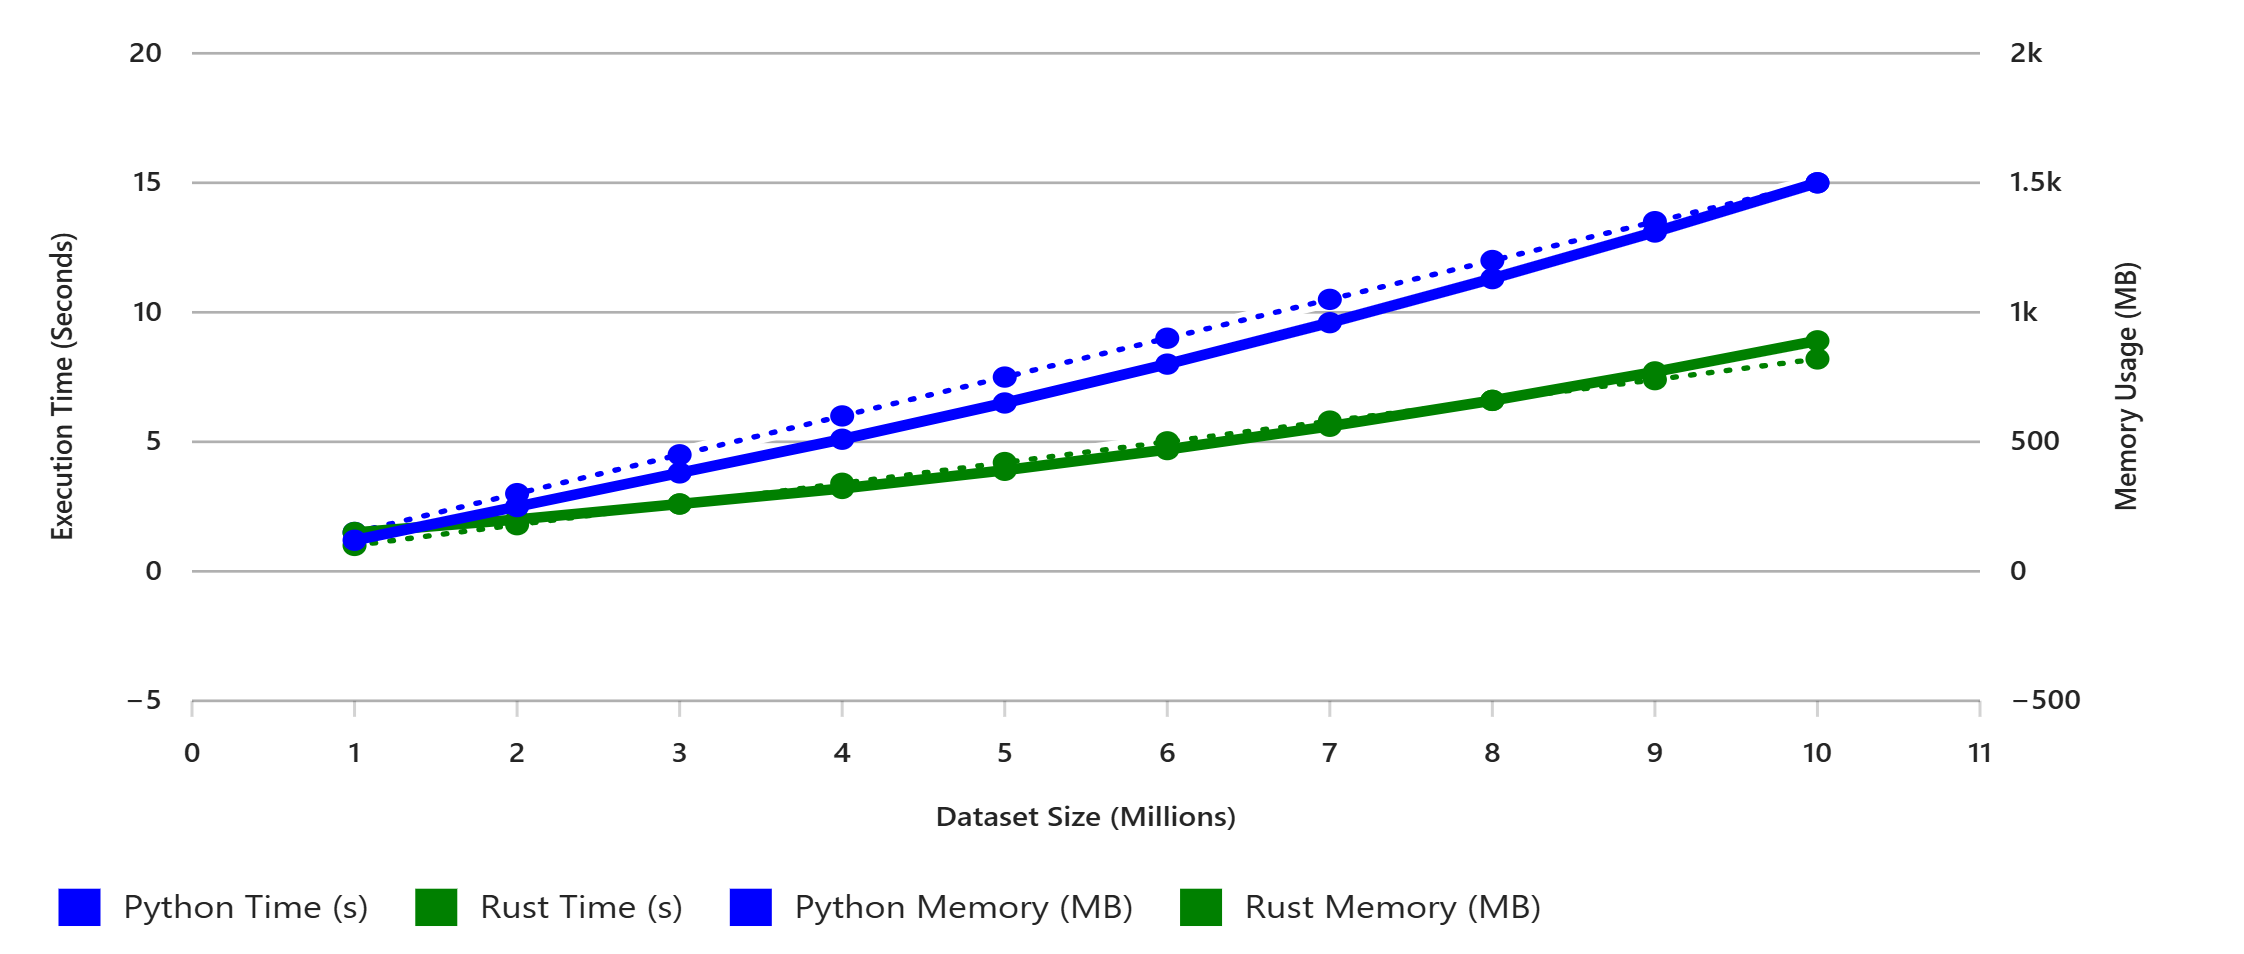 20
15
10
5
0
−5
Execution Time (Seconds)
2k
1.5k
1k
500
0
−500
Memory Usage (MB)
0 1 2 3 4 5 6 7 8 9 10 11
Dataset Size (Millions)
Python Time (s) Rust Time (s) Python Memory (MB) Rust Memory (MB)